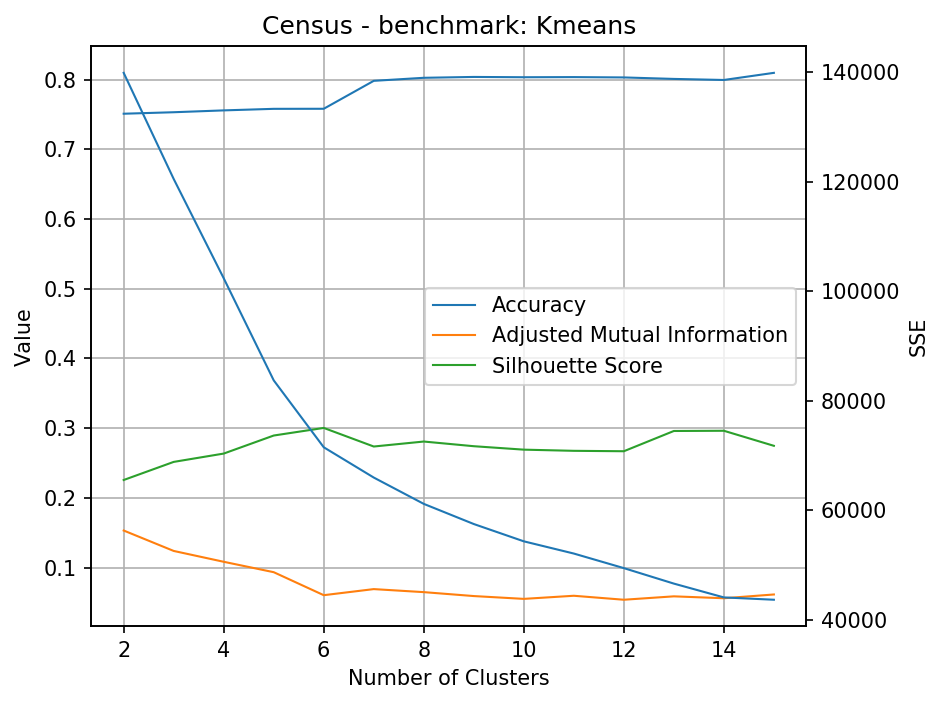 Census - benchmark: Kmeans
0.8
0.7
0.6
0.5
0.4
0.3
0.2
0.1
Value
140000
120000
100000
80000
60000
40000
SSE
Accuracy
Adjusted Mutual Information
Silhouette Score
2 4 6 8 10 12 14
Number of Clusters